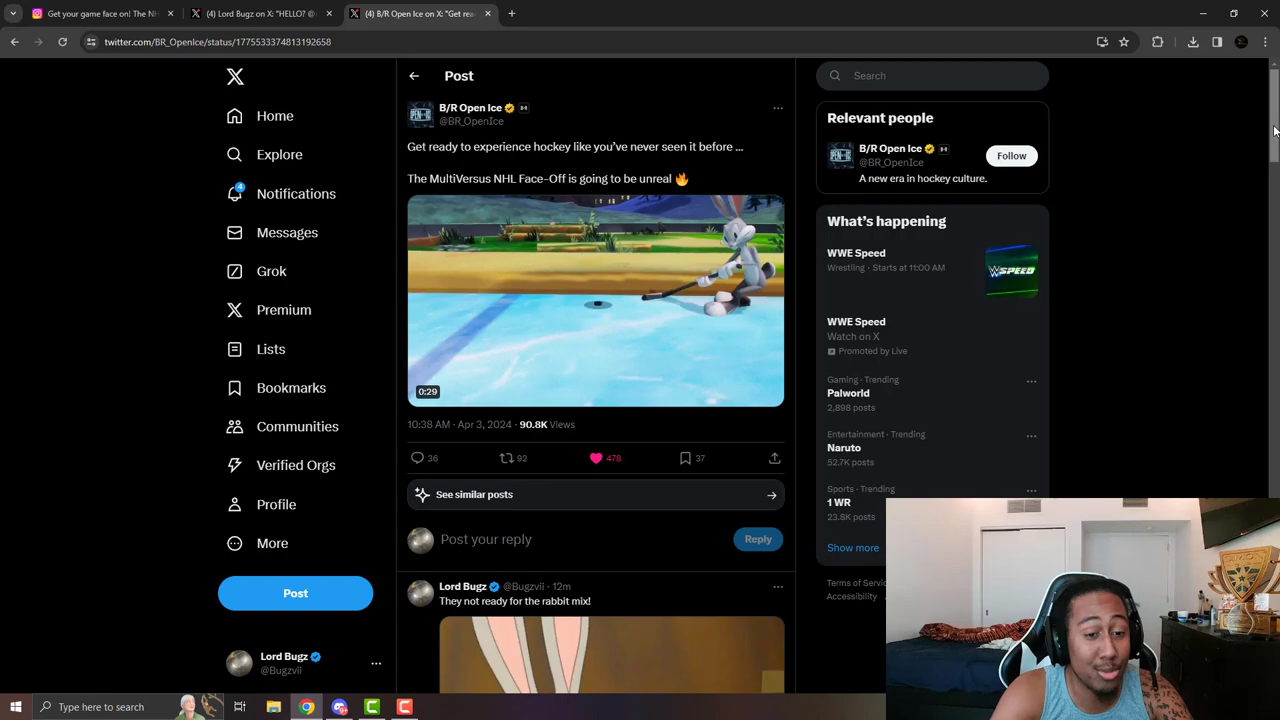 (4) Get your game face on! The NH
(4) Lord Bugz on X: "HELLO? @
(4) B/R Open Ice on X: "Get rea
twitter.com/BR_OpenIce/status/1775533374813192658
Post
Search
Home
Explore
4
Notifications
Messages
Grok
Premium
Lists
Bookmarks
Communities
Verified Orgs
Profile
More
Post
Lord Bugz
@Bugzvii
B/R Open Ice
@BR_OpenIce
Get ready to experience hockey like you've never seen it before ...
The MultiVersus NHL Face-Off is going to be unreal 🔥
0:29
10:38 AM · Apr 3, 2024 · 90.8K Views
36 92 478 37
See similar posts
Post your reply
Reply
Lord Bugz @Bugzvii · 12m
They not ready for the rabbit mix!
Relevant people
B/R Open Ice
@BR_OpenIce
Follow
A new era in hockey culture.
What's happening
WWE Speed
Wrestling · Starts at 11:00 AM
SPEED
WWE Speed
Watch on X
Promoted by Live
Gaming · Trending
Palworld
2,898 posts
Entertainment · Trending
Naruto
52.7K posts
Sports · Trending
1 WR
23.8K posts
Show more
Terms of Servic
Accessibility
Type here to search